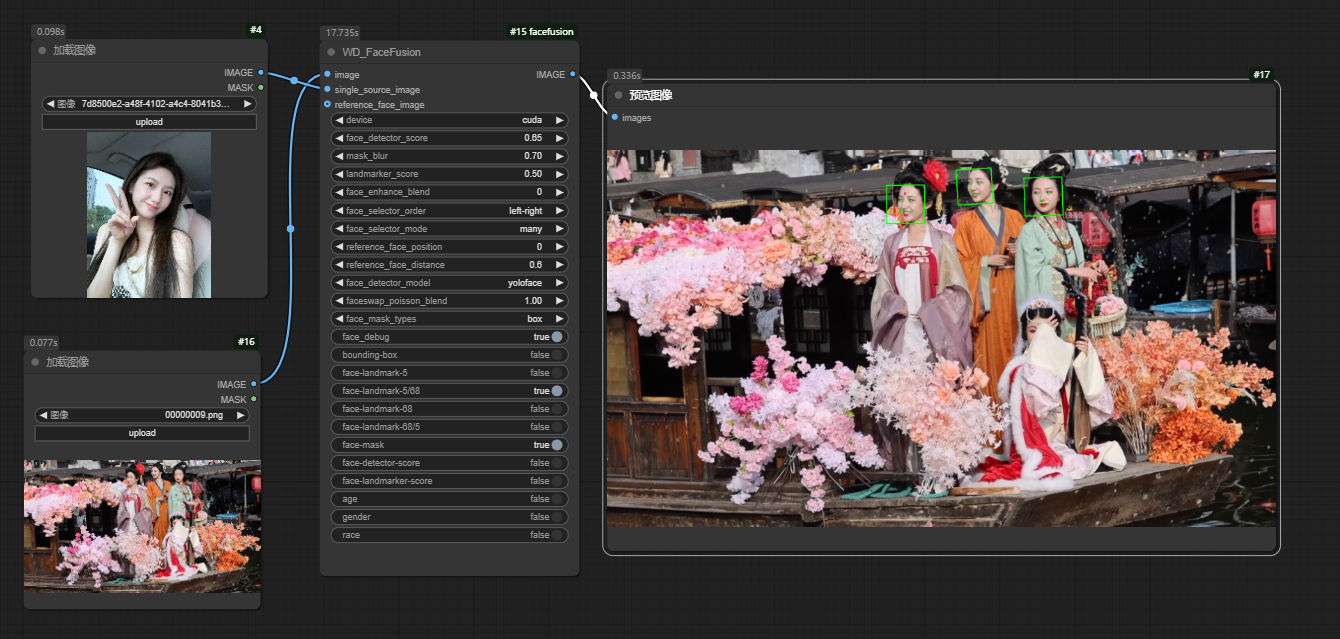 0.098s
#4
加载图像
IMAGE
MASK
图像 7d8500e2-a48f-4102-a4c4-8041b3...
upload
0.077s
#16
加载图像
IMAGE
MASK
图像 00000009.png
upload
17.735s
#15 facefusion
WD_FaceFusion
image IMAGE
single_source_image
reference_face_image
device cuda
face_detector_score 0.65
mask_blur 0.70
landmarker_score 0.50
face_enhance_blend 0
face_selector_order left-right
face_selector_mode many
reference_face_position 0
reference_face_distance 0.6
face_detector_model yoloface
faceswap_poisson_blend 1.00
face_mask_types box
face_debug true
bounding-box false
face-landmark-5 false
face-landmark-5/68 true
face-landmark-68 false
face-landmark-68/5 false
face-mask true
face-detector-score false
face-landmarker-score false
age false
gender false
race false
0.336s
#17
预览图像
images